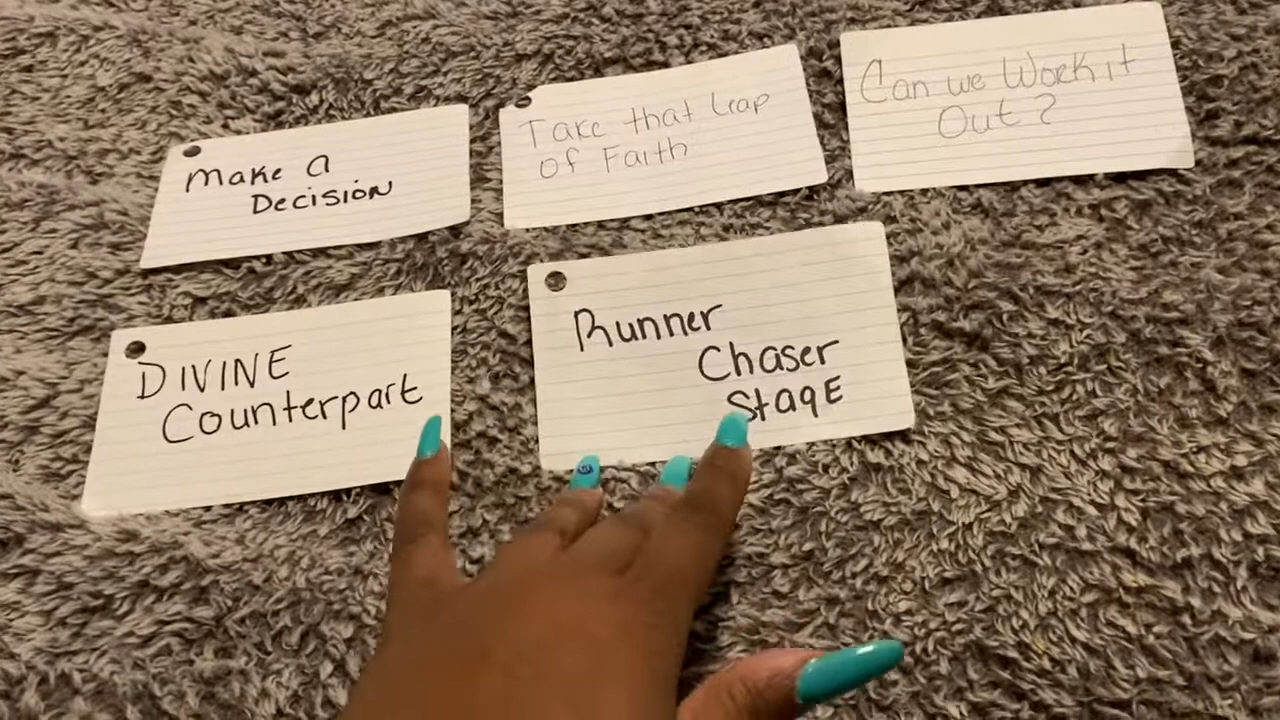 Make a
Decision
Take that Leap
of Faith
Can we Work it
Out?
DIVINE
Counterpart
Runner
Chaser
StagE